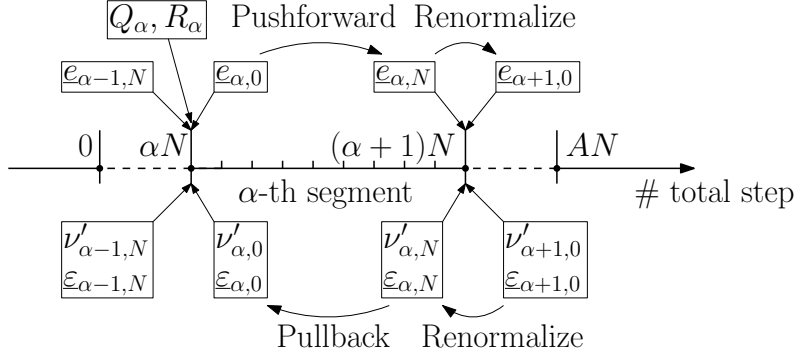 Q_α, R_α Pushforward Renormalize
e_{α−1,N} e_{α,0} e_{α,N} e_{α+1,0}
0 αN (α + 1)N AN
α-th segment # total step
ν′_{α−1,N} ν′_{α,0} ν′_{α,N} ν′_{α+1,0}
ε_{α−1,N} ε_{α,0} ε_{α,N} ε_{α+1,0}
Pullback Renormalize